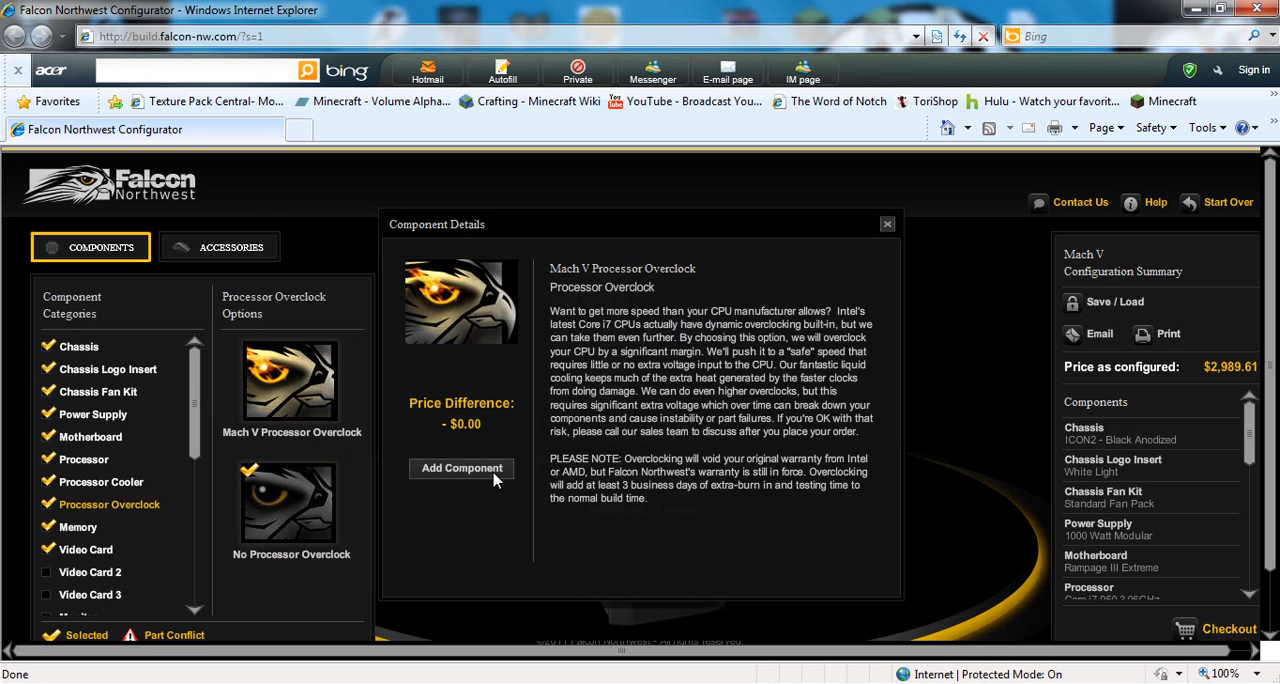 Falcon Northwest Configurator - Windows Internet Explorer
http://build.falcon-nw.com/?s=1
Bing
acer
bing
Hotmail
Autofill
Private
Messenger
E-mail page
IM page
Sign in
Favorites
Texture Pack Central- Mo...
Minecraft - Volume Alpha...
Crafting - Minecraft Wiki
YouTube - Broadcast You...
The Word of Notch
ToriShop
Hulu - Watch your favorit...
Minecraft
Falcon Northwest Configurator
Page
Safety
Tools
Falcon
Northwest
Contact Us
Help
Start Over
COMPONENTS
ACCESSORIES
Component
Categories
Chassis
Chassis Logo Insert
Chassis Fan Kit
Power Supply
Motherboard
Processor
Processor Cooler
Processor Overclock
Memory
Video Card
Video Card 2
Video Card 3
Selected
Part Conflict
Processor Overclock
Options
Mach V Processor Overclock
No Processor Overclock
Component Details
Price Difference:
- $0.00
Add Component
Mach V Processor Overclock
Processor Overclock
Want to get more speed than your CPU manufacturer allows? Intel's
latest Core i7 CPUs actually have dynamic overclocking built-in, but we
can take them even further. By choosing this option, we will overclock
your CPU by a significant margin. We'll push it to a "safe" speed that
requires little or no extra voltage input to the CPU. Our fantastic liquid
cooling keeps much of the extra heat generated by the faster clocks
from doing damage. We can do even higher overclocks, but this
requires significant extra voltage which over time can break down your
components and cause instability or part failures. If you're OK with that
risk, please call our sales team to discuss after you place your order.
PLEASE NOTE: Overclocking will void your original warranty from Intel
or AMD, but Falcon Northwest's warranty is still in force. Overclocking
will add at least 3 business days of extra-burn in and testing time to
the normal build time.
Mach V
Configuration Summary
Save / Load
Email
Print
Price as configured: $2,989.61
Components
Chassis
ICON2 - Black Anodized
Chassis Logo Insert
White Light
Chassis Fan Kit
Standard Fan Pack
Power Supply
1000 Watt Modular
Motherboard
Rampage III Extreme
Processor
Core i7 950 3.06GHz
Checkout
©2011 Falcon Northwest - All rights reserved
Done
Internet | Protected Mode: On
100%